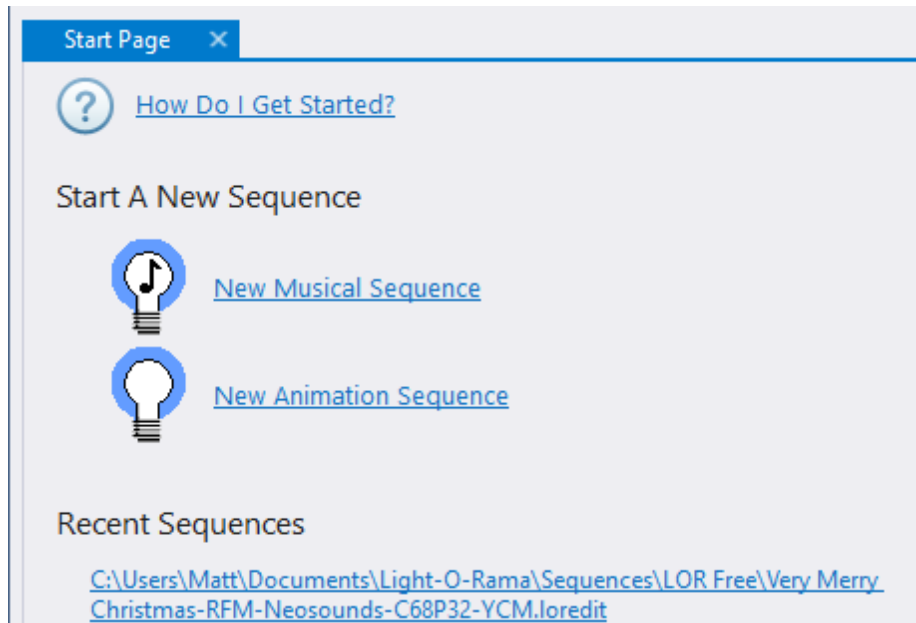 Start Page
How Do I Get Started?
Start A New Sequence
New Musical Sequence
New Animation Sequence
Recent Sequences
C:\Users\Matt\Documents\Light-O-Rama\Sequences\LOR Free\Very Merry
Christmas-RFM-Neosounds-C68P32-YCM.loredit